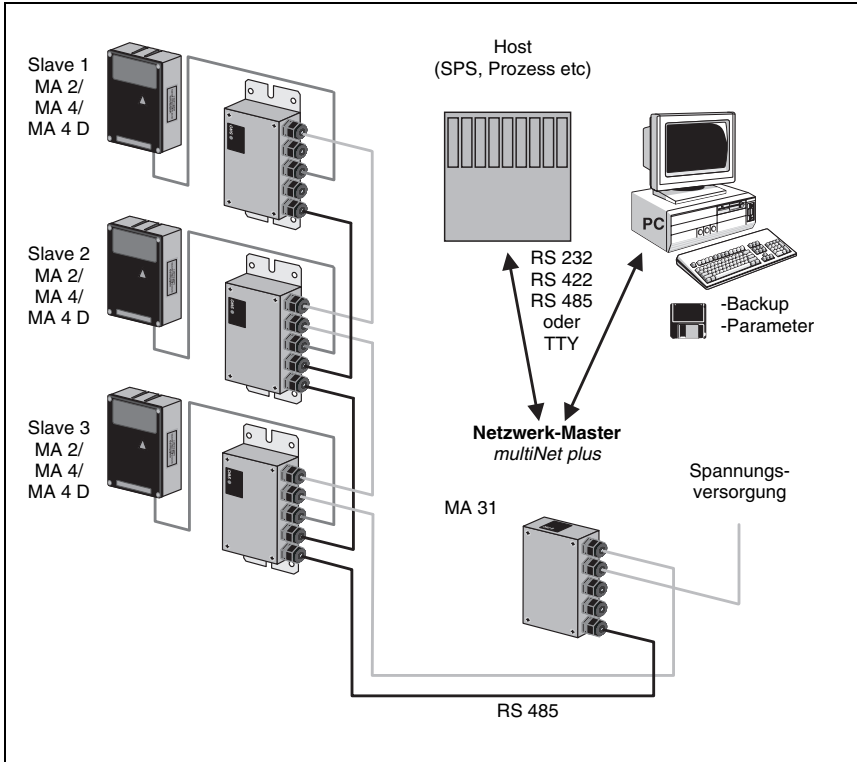 Slave 1
MA 2/
MA 4/
MA 4 D
Slave 2
MA 2/
MA 4/
MA 4 D
Slave 3
MA 2/
MA 4/
MA 4 D
Host
(SPS, Prozess etc)
PC
RS 232
RS 422
RS 485
oder
TTY
-Backup
-Parameter
Netzwerk-Master
multiNet plus
MA 31
Spannungs-
versorgung
RS 485